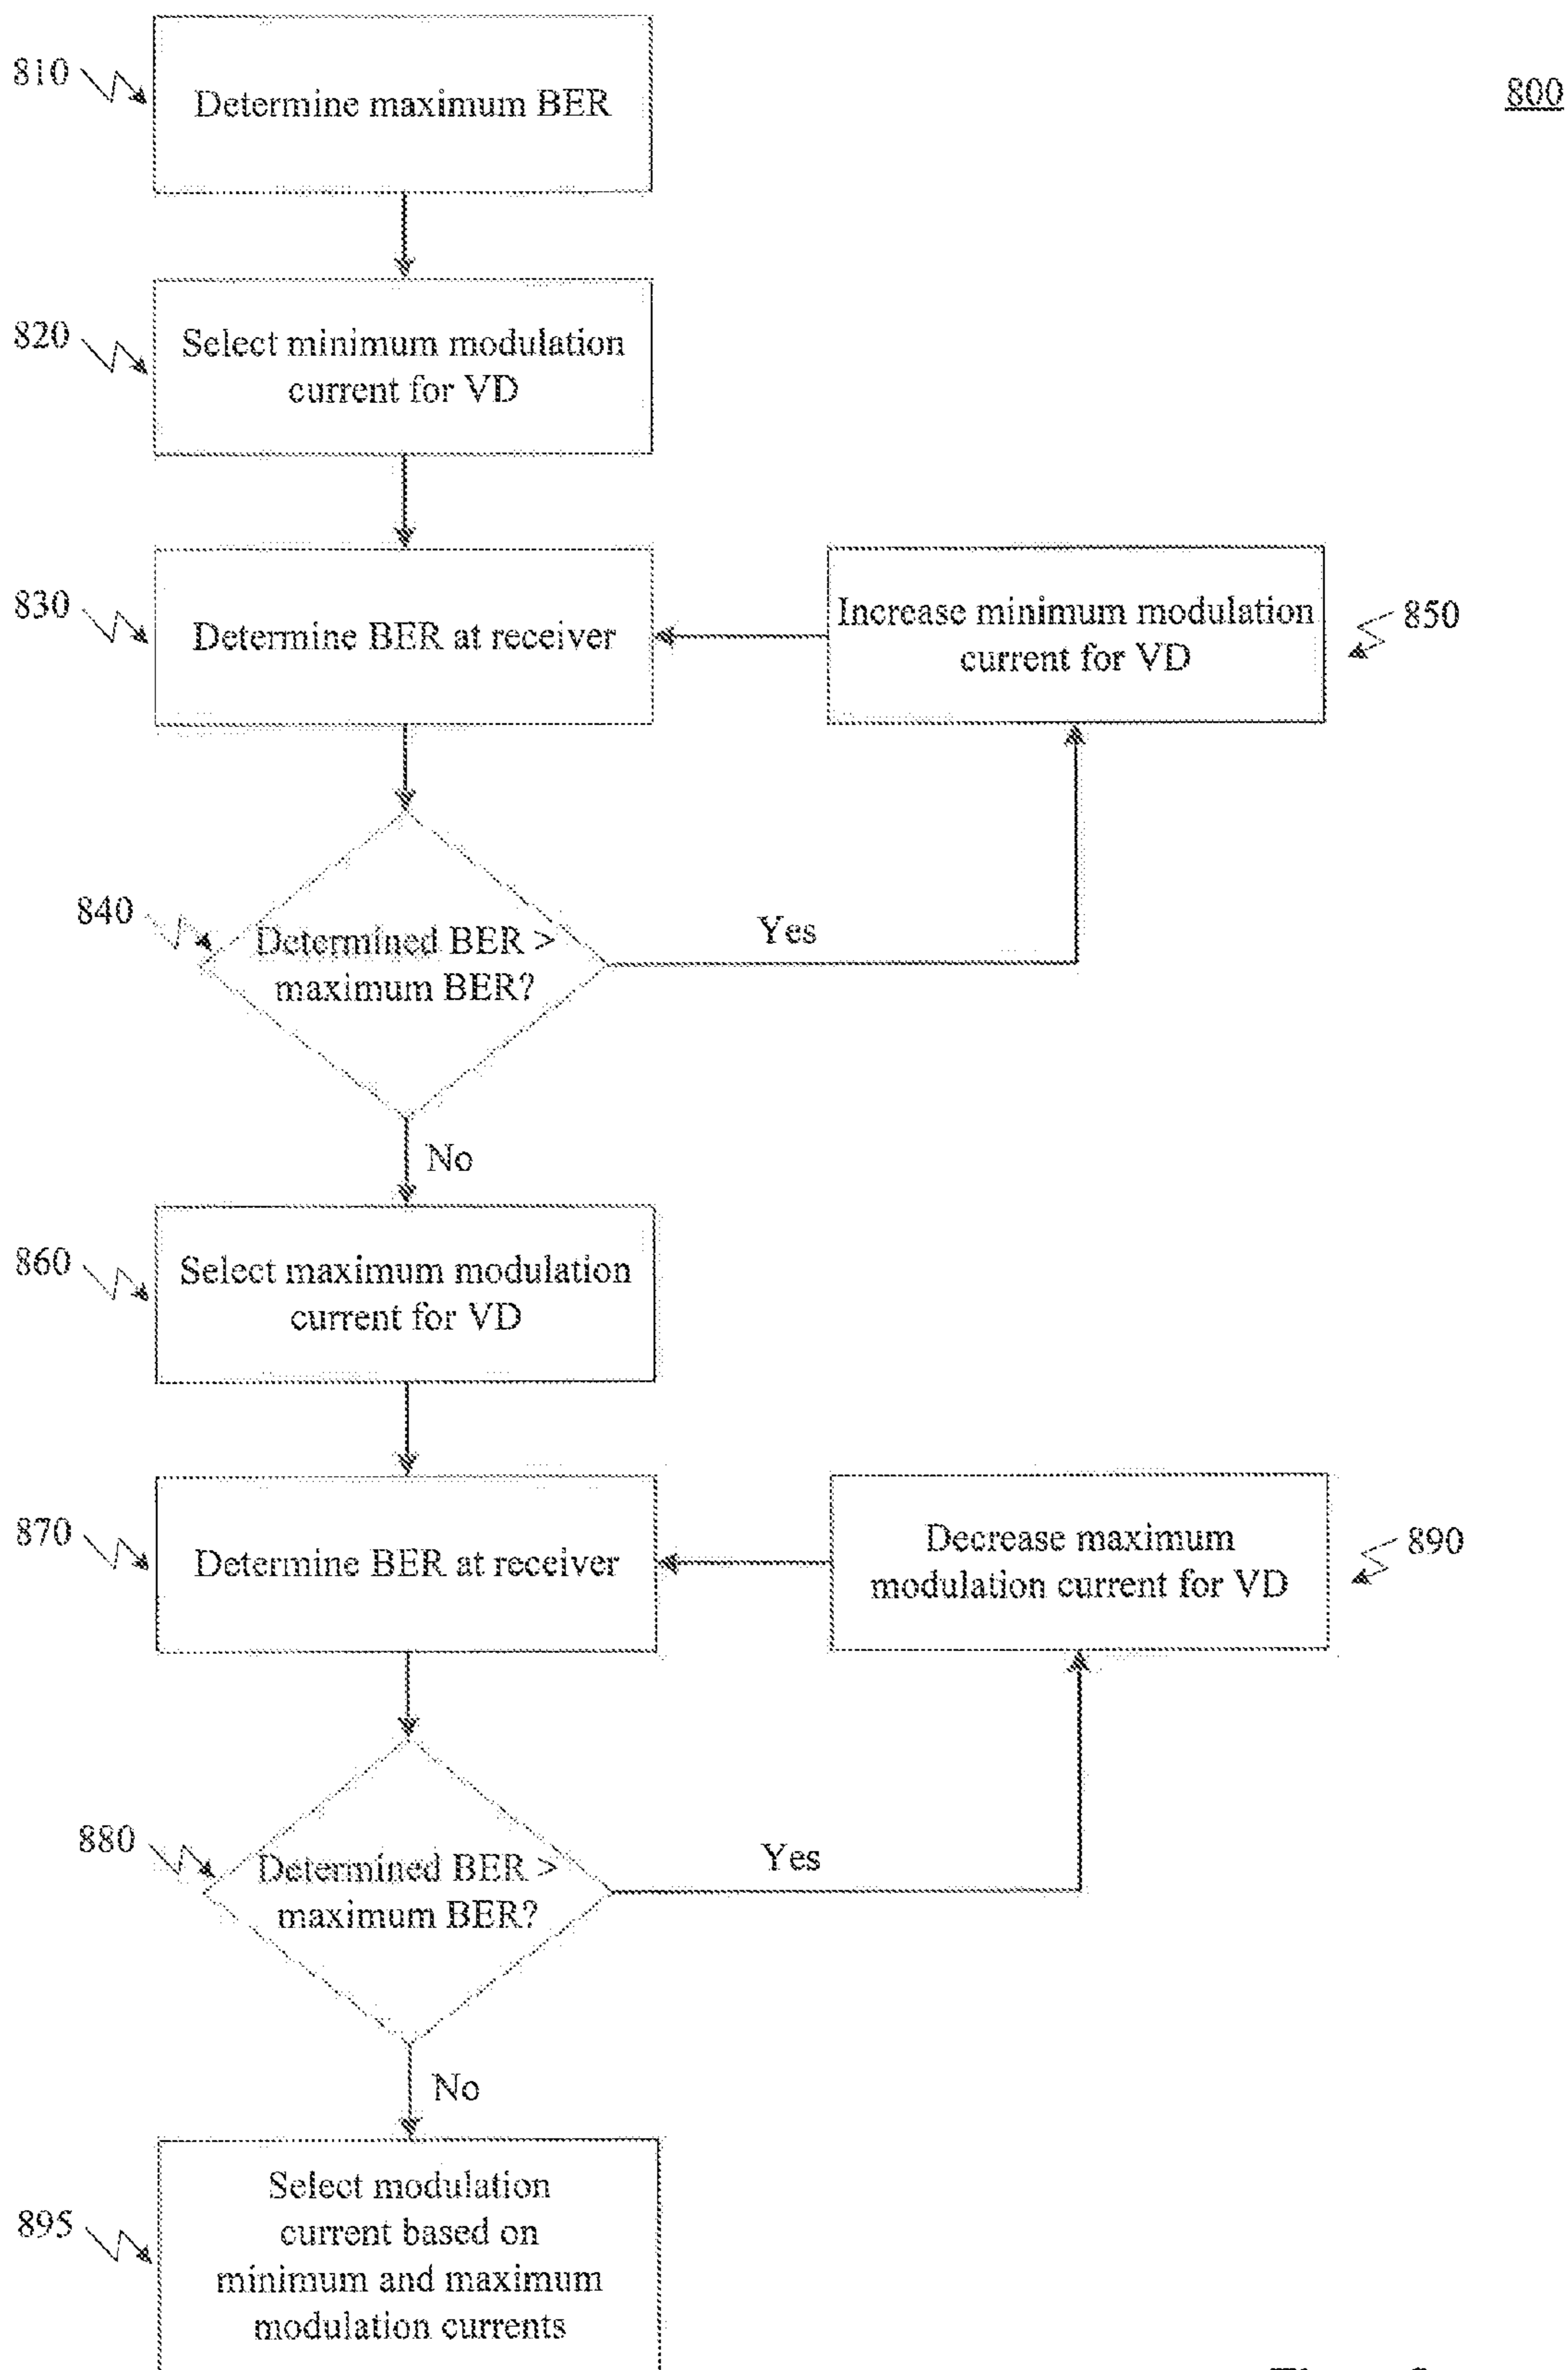 800
810
Determine maximum BER
820
Select minimum modulation
current for VD
830
Determine BER at receiver
Increase minimum modulation
current for VD
850
840
Determined BER >
maximum BER?
Yes
No
860
Select maximum modulation
current for VD
870
Determine BER at receiver
Decrease maximum
modulation current for VD
890
880
Determined BER >
maximum BER?
Yes
No
895
Select modulation
current based on
minimum and maximum
modulation currents